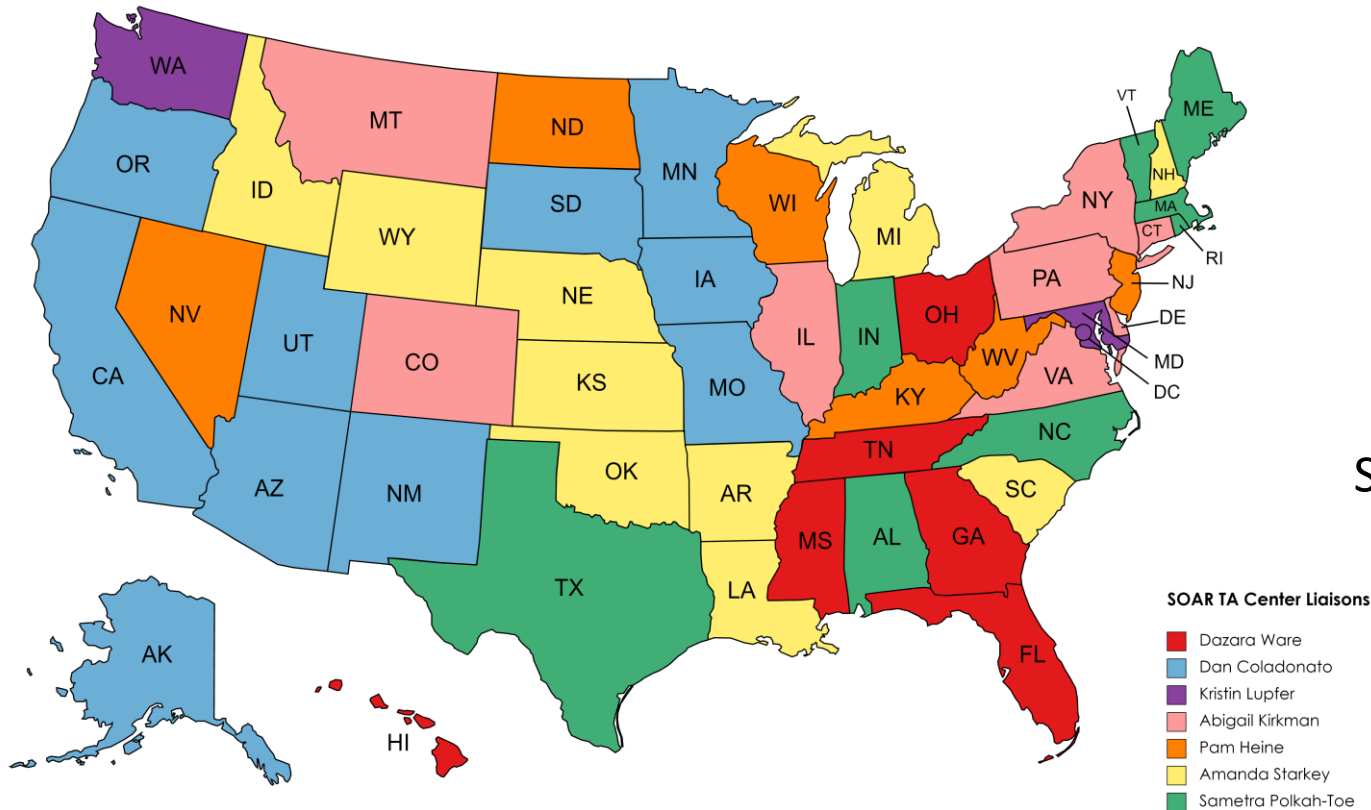 WA
MT
ND
MN
VT
ME
OR
ID
SD
WI
NH
NY
MA
WY
MI
CT
RI
IA
PA
NE
NJ
NV
OH
DE
UT
IL
IN
CA
CO
WV
MD
KS
MO
VA
DC
KY
NC
TN
OK
AZ
NM
AR
SC
S
MS
AL
GA
TX
LA
SOAR TA Center Liaisons
Dazara Ware
AK
FL
Dan Coladonato
Kristin Lupfer
Abigail Kirkman
HI
Pam Heine
Amanda Starkey
Sametra Polkah-Toe